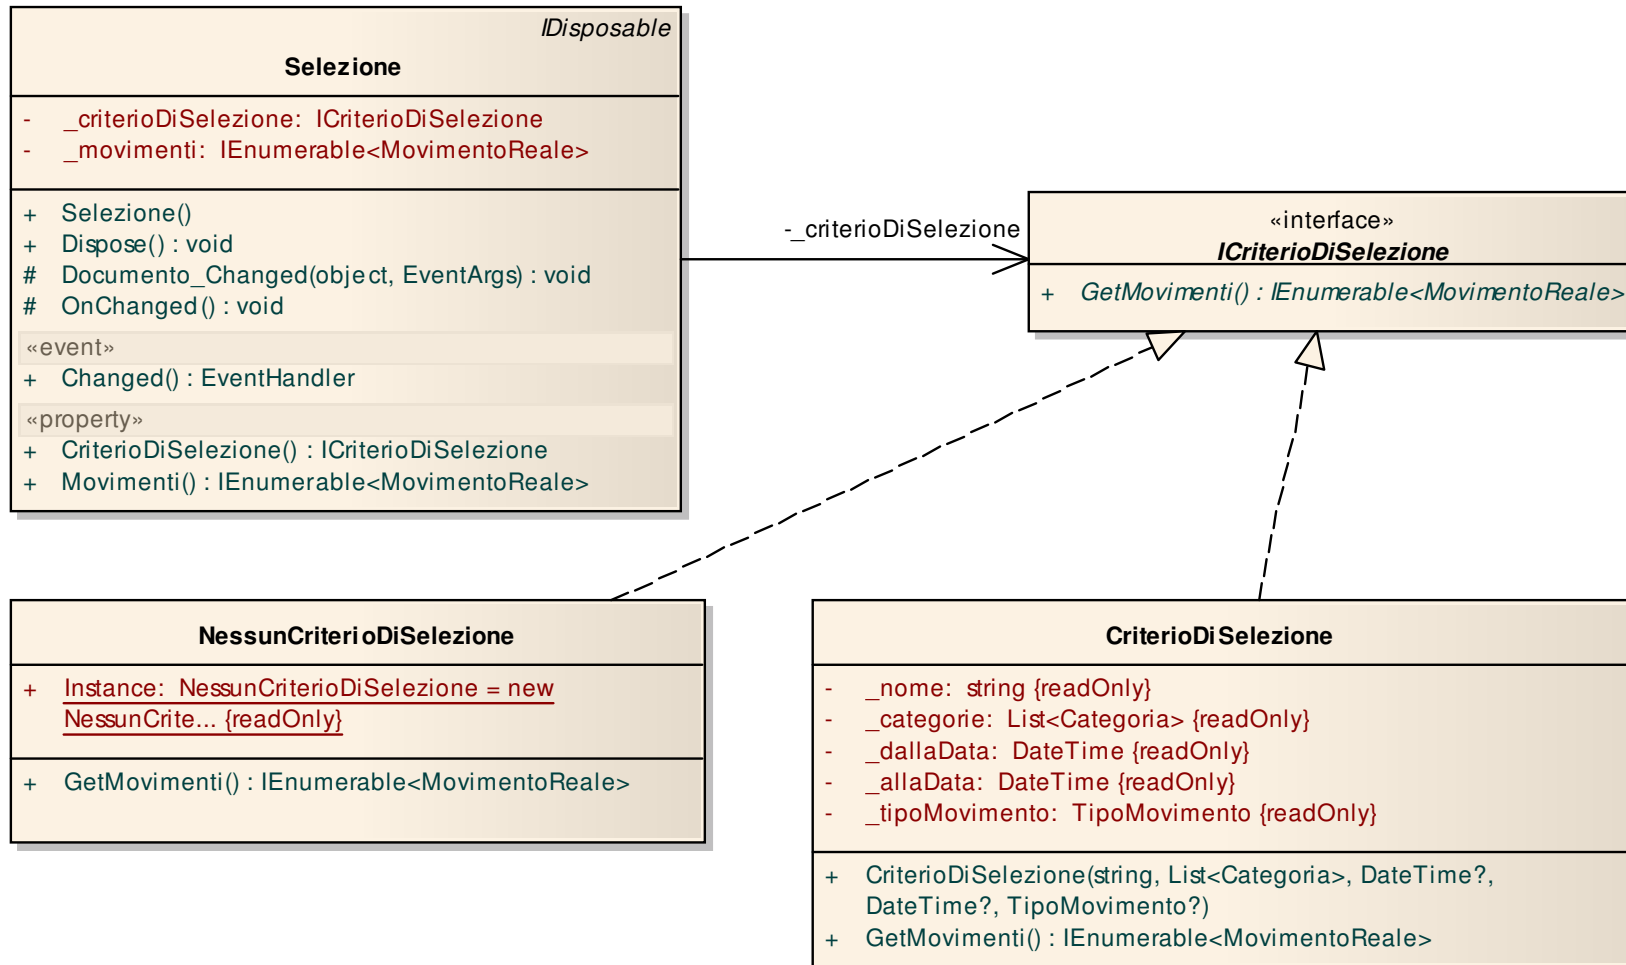 IDisposable
Selezione
- _criterioDiSelezione: ICriterioDiSelezione
- _movimenti: IEnumerable<MovimentoReale>
+ Selezione()
+ Dispose() : void
# Documento_Changed(object, EventArgs) : void
# OnChanged() : void
«event»
+ Changed() : EventHandler
«property»
+ CriterioDiSelezione() : ICriterioDiSelezione
+ Movimenti() : IEnumerable<MovimentoReale>
-_criterioDiSelezione
«interface»
ICriterioDiSelezione
+ GetMovimenti() : IEnumerable<MovimentoReale>
NessunCriterioDiSelezione
+ Instance: NessunCriterioDiSelezione = new
NessunCrite... {readOnly}
+ GetMovimenti() : IEnumerable<MovimentoReale>
CriterioDiSelezione
- _nome: string {readOnly}
- _categorie: List<Categoria> {readOnly}
- _dallaData: DateTime {readOnly}
- _allaData: DateTime {readOnly}
- _tipoMovimento: TipoMovimento {readOnly}
+ CriterioDiSelezione(string, List<Categoria>, DateTime?,
DateTime?, TipoMovimento?)
+ GetMovimenti() : IEnumerable<MovimentoReale>